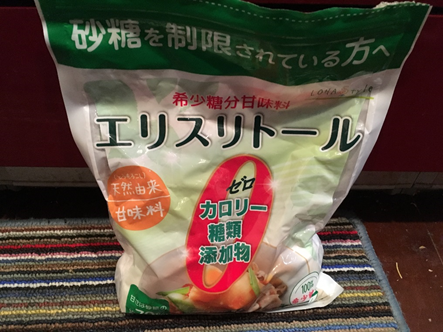 砂糖を制限されている方へ
希少糖分甘味料
エリスリトール
天然由来
甘味料
ゼロ
カロリー
糖類
添加物
100%